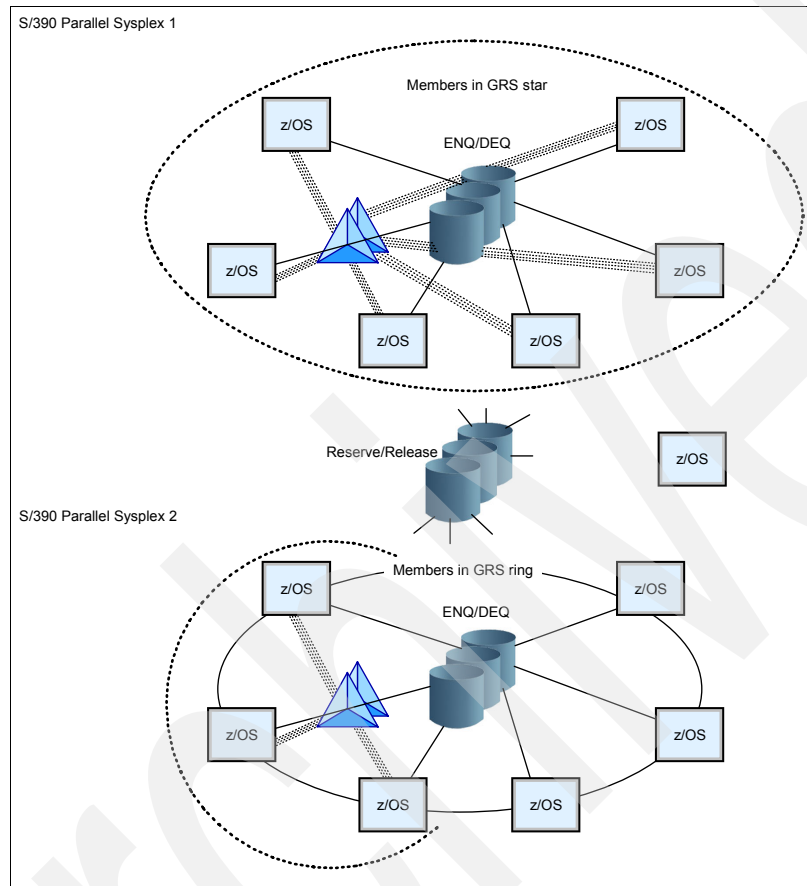 S/390 Parallel Sysplex 1
Members in GRS star
z/OS
z/OS
ENQ/DEQ
z/OS
z/OS
z/OS
z/OS
Reserve/Release
z/OS
S/390 Parallel Sysplex 2
Members in GRS ring
z/OS
z/OS
ENQ/DEQ
z/OS
z/OS
z/OS
z/OS